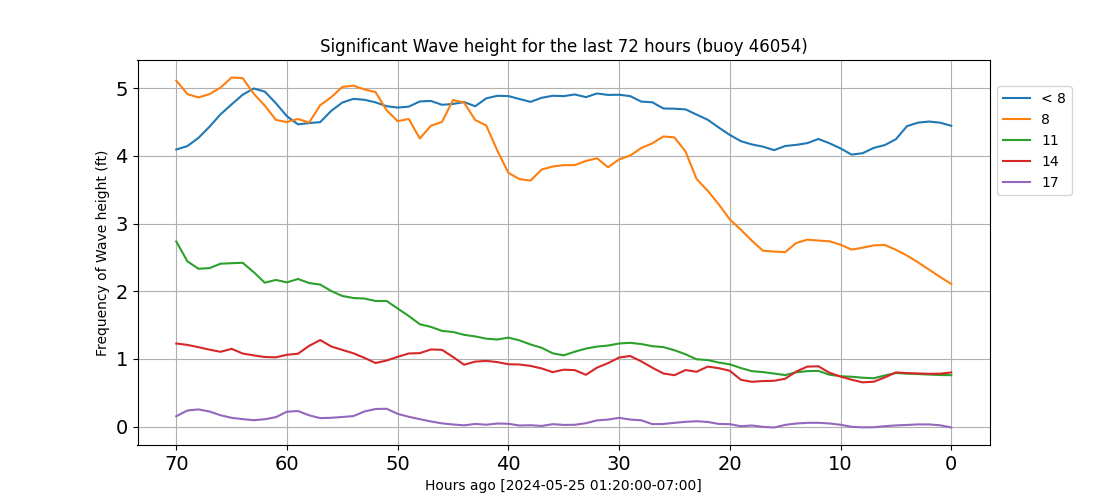 Significant Wave height for the last 72 hours (buoy 46054)
Frequency of Wave height (ft)
5
4
3
2
1
0
70 60 50 40 30 20 10 0
Hours ago [2024-05-25 01:20:00-07:00]
< 8
8
11
14
17